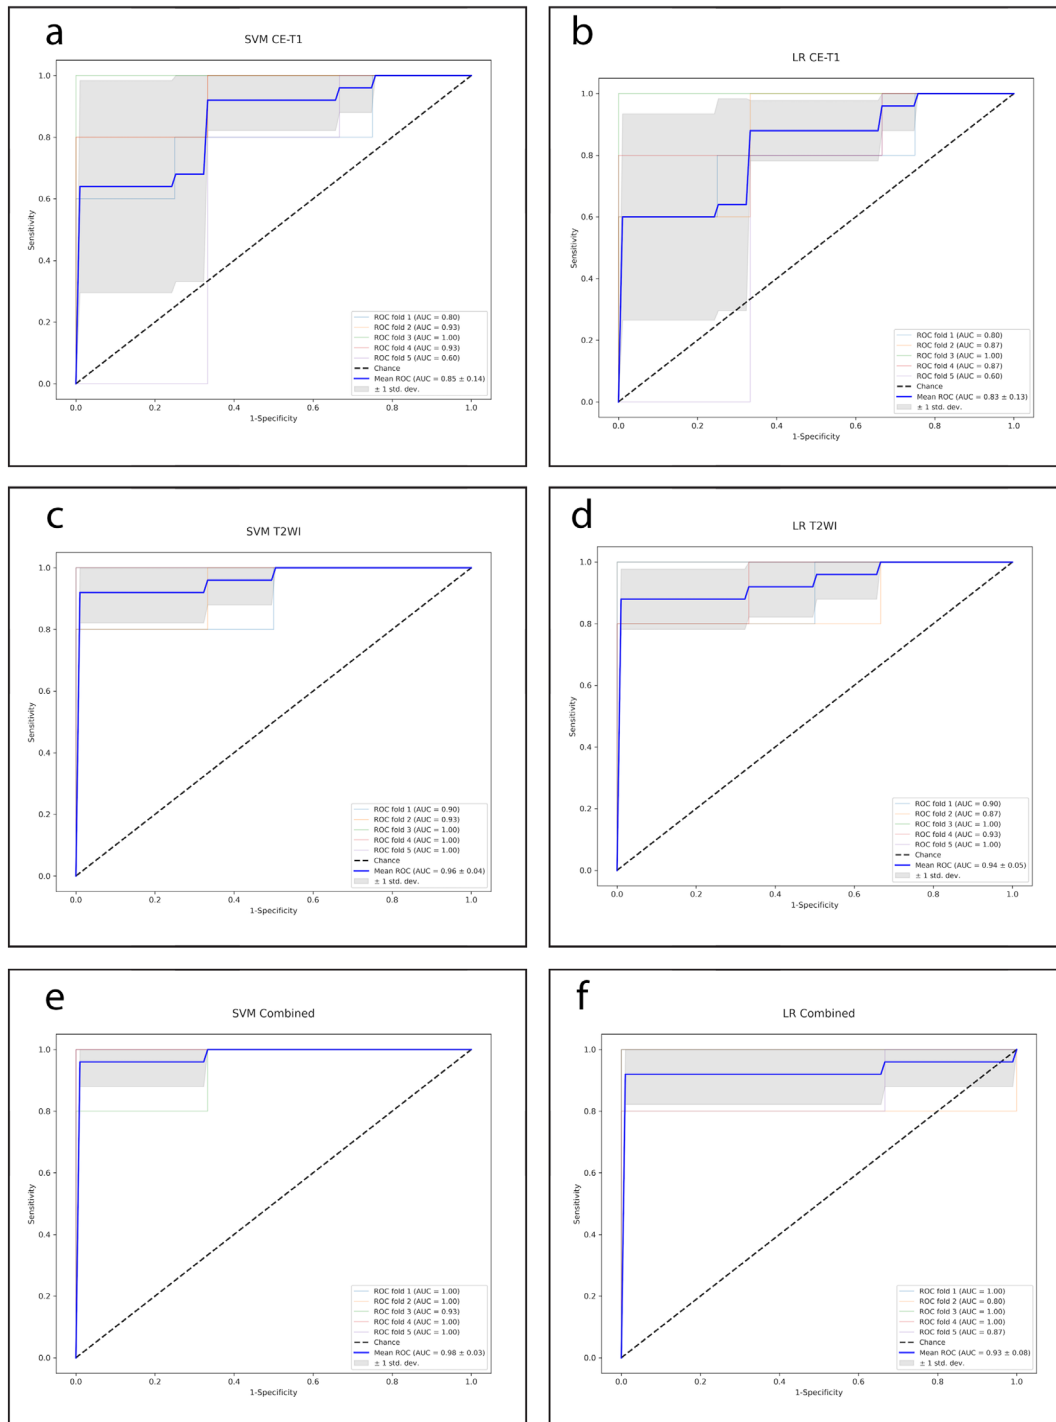 a
SVM CE-T1
1.0
0.8
0.6
0.4
0.2
0.0
Sensitivity
ROC fold 1 (AUC = 0.80)
ROC fold 2 (AUC = 0.93)
ROC fold 3 (AUC = 1.00)
ROC fold 4 (AUC = 0.93)
ROC fold 5 (AUC = 0.60)
Chance
Mean ROC (AUC = 0.85 ± 0.14)
± 1 std. dev.
0.0 0.2 0.4 0.6 0.8 1.0
1-Specificity
b
LR CE-T1
1.0
0.8
0.6
0.4
0.2
0.0
Sensitivity
ROC fold 1 (AUC = 0.80)
ROC fold 2 (AUC = 0.87)
ROC fold 3 (AUC = 1.00)
ROC fold 4 (AUC = 0.87)
ROC fold 5 (AUC = 0.60)
Chance
Mean ROC (AUC = 0.83 ± 0.13)
± 1 std. dev.
0.0 0.2 0.4 0.6 0.8 1.0
1-Specificity
c
SVM T2WI
1.0
0.8
0.6
0.4
0.2
0.0
Sensitivity
ROC fold 1 (AUC = 0.90)
ROC fold 2 (AUC = 0.93)
ROC fold 3 (AUC = 1.00)
ROC fold 4 (AUC = 1.00)
ROC fold 5 (AUC = 1.00)
Chance
Mean ROC (AUC = 0.96 ± 0.04)
± 1 std. dev.
0.0 0.2 0.4 0.6 0.8 1.0
1-Specificity
d
LR T2WI
1.0
0.8
0.6
0.4
0.2
0.0
Sensitivity
ROC fold 1 (AUC = 0.90)
ROC fold 2 (AUC = 0.87)
ROC fold 3 (AUC = 1.00)
ROC fold 4 (AUC = 0.93)
ROC fold 5 (AUC = 1.00)
Chance
Mean ROC (AUC = 0.94 ± 0.05)
± 1 std. dev.
0.0 0.2 0.4 0.6 0.8 1.0
1-Specificity
e
SVM Combined
1.0
0.8
0.6
0.4
0.2
0.0
Sensitivity
ROC fold 1 (AUC = 1.00)
ROC fold 2 (AUC = 1.00)
ROC fold 3 (AUC = 0.93)
ROC fold 4 (AUC = 1.00)
ROC fold 5 (AUC = 1.00)
Chance
Mean ROC (AUC = 0.98 ± 0.03)
± 1 std. dev.
0.0 0.2 0.4 0.6 0.8 1.0
1-Specificity
f
LR Combined
1.0
0.8
0.6
0.4
0.2
0.0
Sensitivity
ROC fold 1 (AUC = 1.00)
ROC fold 2 (AUC = 0.80)
ROC fold 3 (AUC = 1.00)
ROC fold 4 (AUC = 1.00)
ROC fold 5 (AUC = 0.87)
Chance
Mean ROC (AUC = 0.93 ± 0.08)
± 1 std. dev.
0.0 0.2 0.4 0.6 0.8 1.0
1-Specificity